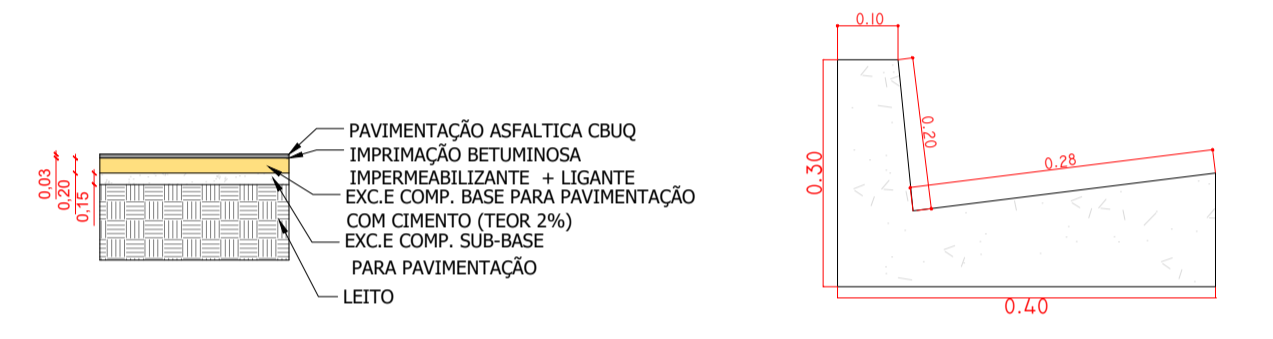 PAVIMENTAÇÃO ASFALTICA CBUQ
IMPRIMAÇÃO BETUMINOSA
IMPERMEABILIZANTE + LIGANTE
EXC.E COMP. BASE PARA PAVIMENTAÇÃO
COM CIMENTO (TEOR 2%)
EXC.E COMP. SUB-BASE
PARA PAVIMENTAÇÃO
LEITO
0,03
0,20
0,15
0.10
0.30
0.20
0.28
0.40